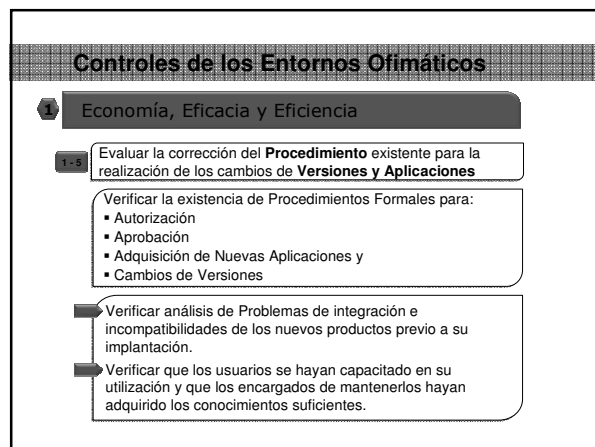 Controles de los Entornos Ofimáticos
1 Economía, Eficacia y Eficiencia
1 - 5 Evaluar la corrección del Procedimiento existente para la
realización de los cambios de Versiones y Aplicaciones
Verificar la existencia de Procedimientos Formales para:
▪ Autorización
▪ Aprobación
▪ Adquisición de Nuevas Aplicaciones y
▪ Cambios de Versiones
Verificar análisis de Problemas de integración e
incompatibilidades de los nuevos productos previo a su
implantación.
Verificar que los usuarios se hayan capacitado en su
utilización y que los encargados de mantenerlos hayan
adquirido los conocimientos suficientes.